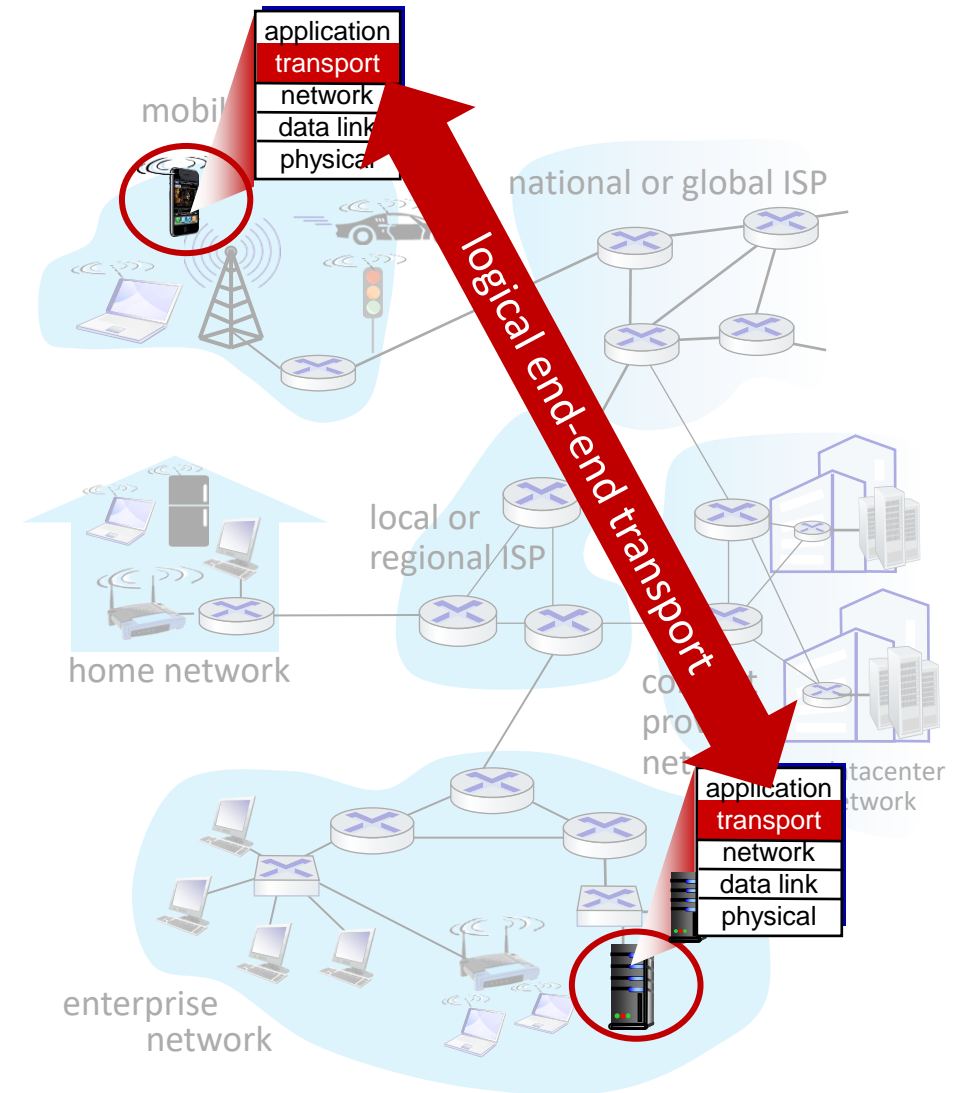 application
transport
network
data link
physical
national or global ISP
logical end-end transport
local or
regional ISP
home network
application
transport
network
data link
physical
enterprise
network
network